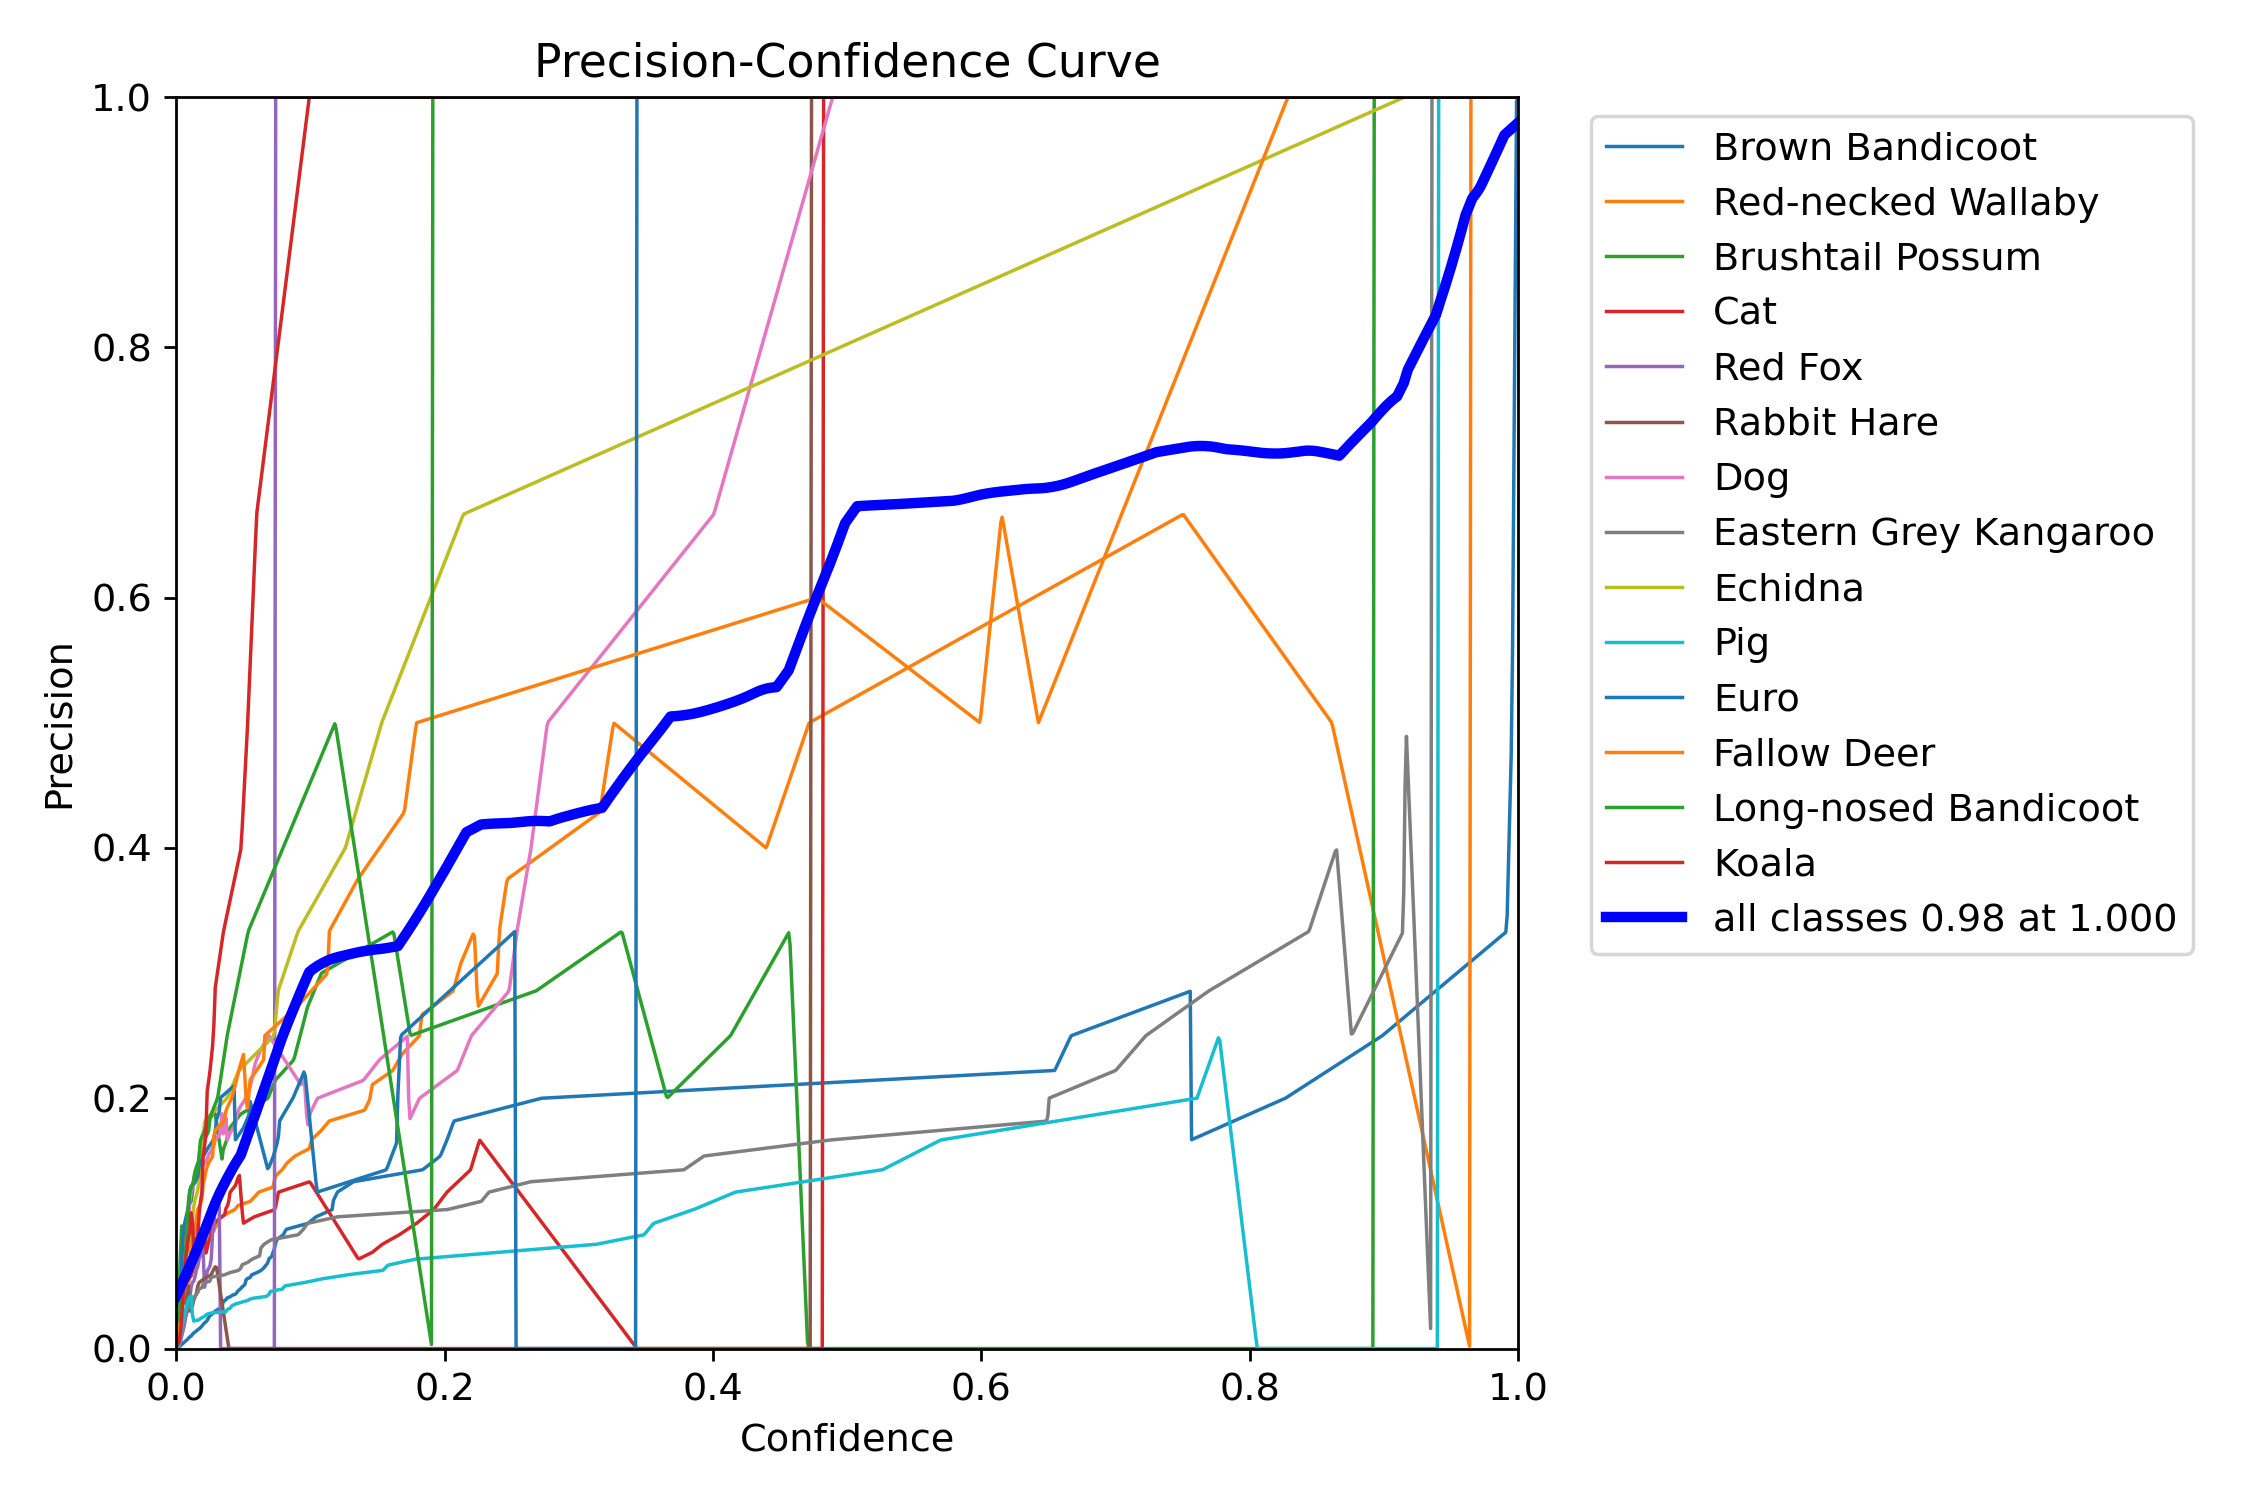 Precision-Confidence Curve
1.0
0.8
0.6
0.4
0.2
0.0
Precision
0.0 0.2 0.4 0.6 0.8 1.0
Confidence
Brown Bandicoot
Red-necked Wallaby
Brushtail Possum
Cat
Red Fox
Rabbit Hare
Dog
Eastern Grey Kangaroo
Echidna
Pig
Euro
Fallow Deer
Long-nosed Bandicoot
Koala
all classes 0.98 at 1.000